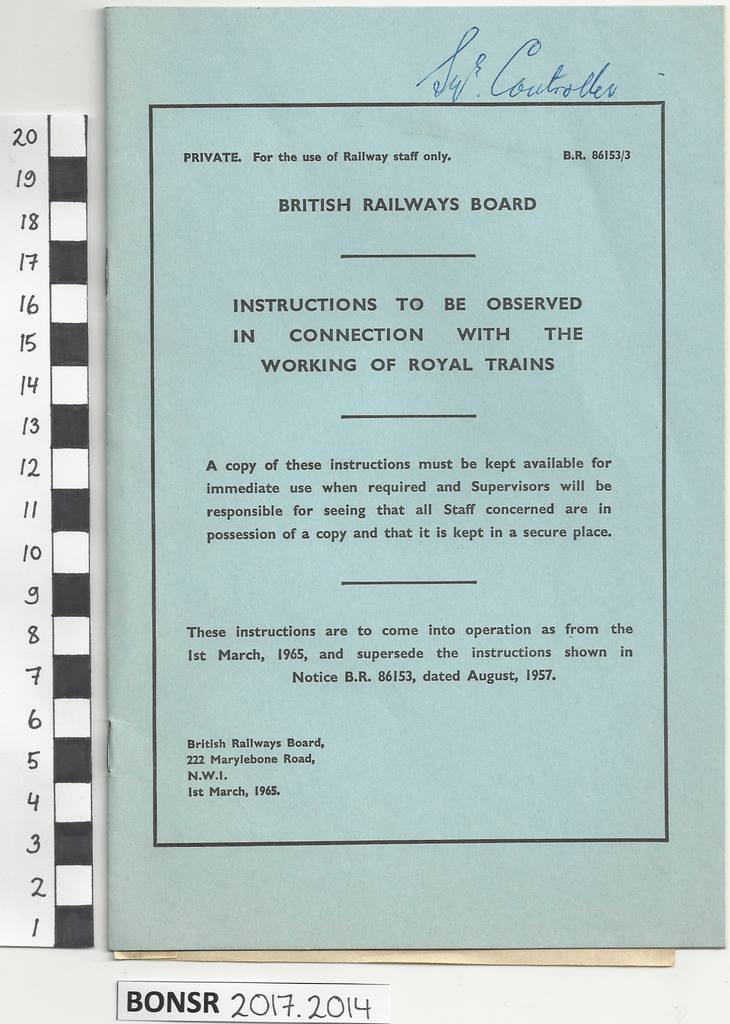 Supr. Controller
PRIVATE. For the use of Railway staff only. B.R. 86153/3
BRITISH RAILWAYS BOARD
INSTRUCTIONS TO BE OBSERVED
IN CONNECTION WITH THE
WORKING OF ROYAL TRAINS
A copy of these instructions must be kept available for
immediate use when required and Supervisors will be
responsible for seeing that all Staff concerned are in
possession of a copy and that it is kept in a secure place.
These instructions are to come into operation as from the
1st March, 1965, and supersede the instructions shown in
Notice B.R. 86153, dated August, 1957.
British Railways Board,
222 Marylebone Road,
N.W.1.
1st March, 1965.
20
19
18
17
16
15
14
13
12
11
10
9
8
7
6
5
4
3
2
1
BONSR 2017.2014